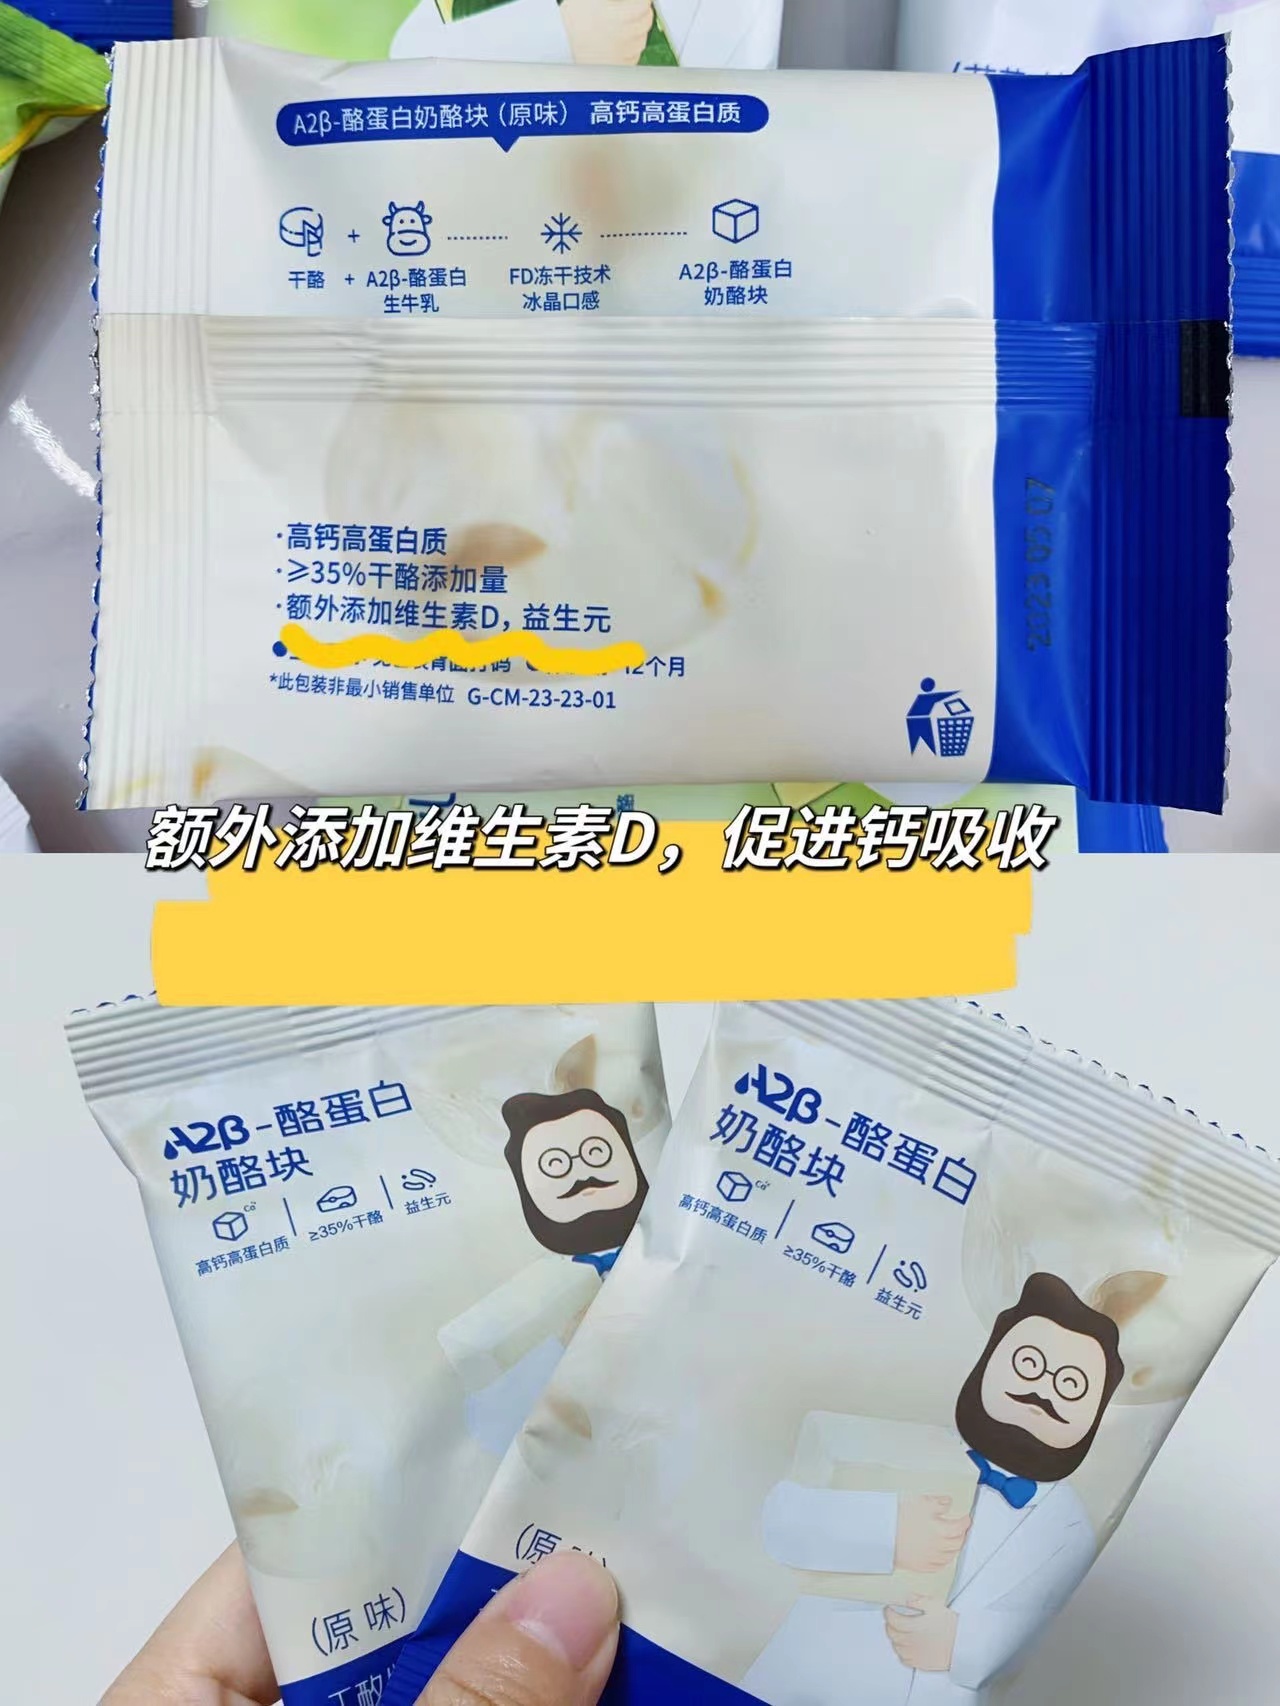 A2β-酪蛋白奶酪块（原味） 高钙高蛋白质
干酪 + A2β-酪蛋白 FD冻干技术 A2β-酪蛋白
生牛乳 冰晶口感 奶酪块
·高钙高蛋白质
·≥35%干酪添加量
·额外添加维生素D，益生元
12个月
*此包装非最小销售单位 G-CM-23-23-01
2023 05 07
额外添加维生素D，促进钙吸收
A2β-酪蛋白
奶酪块
Ca
高钙高蛋白质
≥35%干酪
益生元
(原味)
A2β-酪蛋白
奶酪块
Ca
高钙高蛋白质
≥35%干酪
益生元
(原